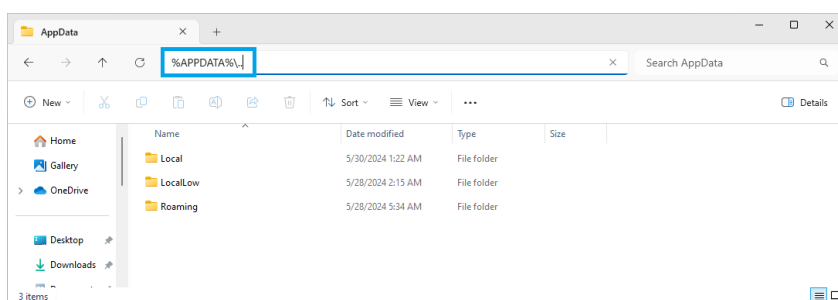 AppData
%APPDATA%\..
Search AppData
New
Sort
View
Details
Home
Gallery
OneDrive
Desktop
Downloads
Name Date modified Type Size
Local 5/30/2024 1:22 AM File folder
LocalLow 5/28/2024 2:15 AM File folder
Roaming 5/28/2024 5:34 AM File folder
3 items